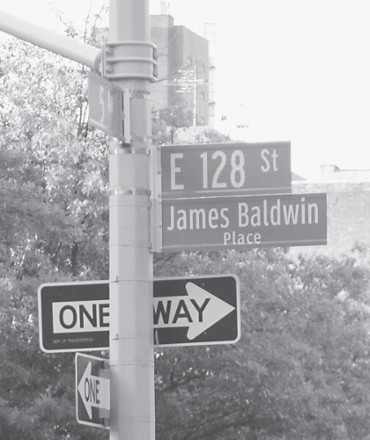 E 128 St
James Baldwin
Place
ONE WAY
ONE